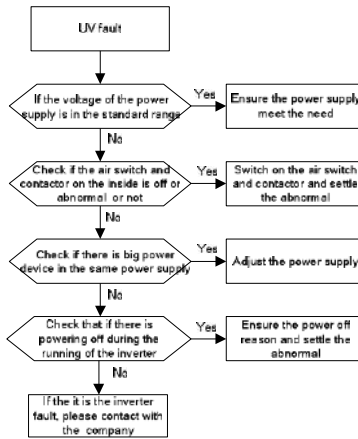 UV fault
If the voltage of the power
supply is in the standard range
Yes
Ensure the power supply
meet the need
No
Check if the air switch and
contactor on the inside is off or
abnormal or not
Yes
Switch on the air switch
and contactor and settle
the abnormal
No
Check if there is big power
device in the same power supply
Yes
Adjust the power supply
No
Check that if there is
powering off during the
running of the inverter
Yes
Ensure the power off
reason and settle the
abnormal
No
If the it is the inverter
fault, please contact with
the company